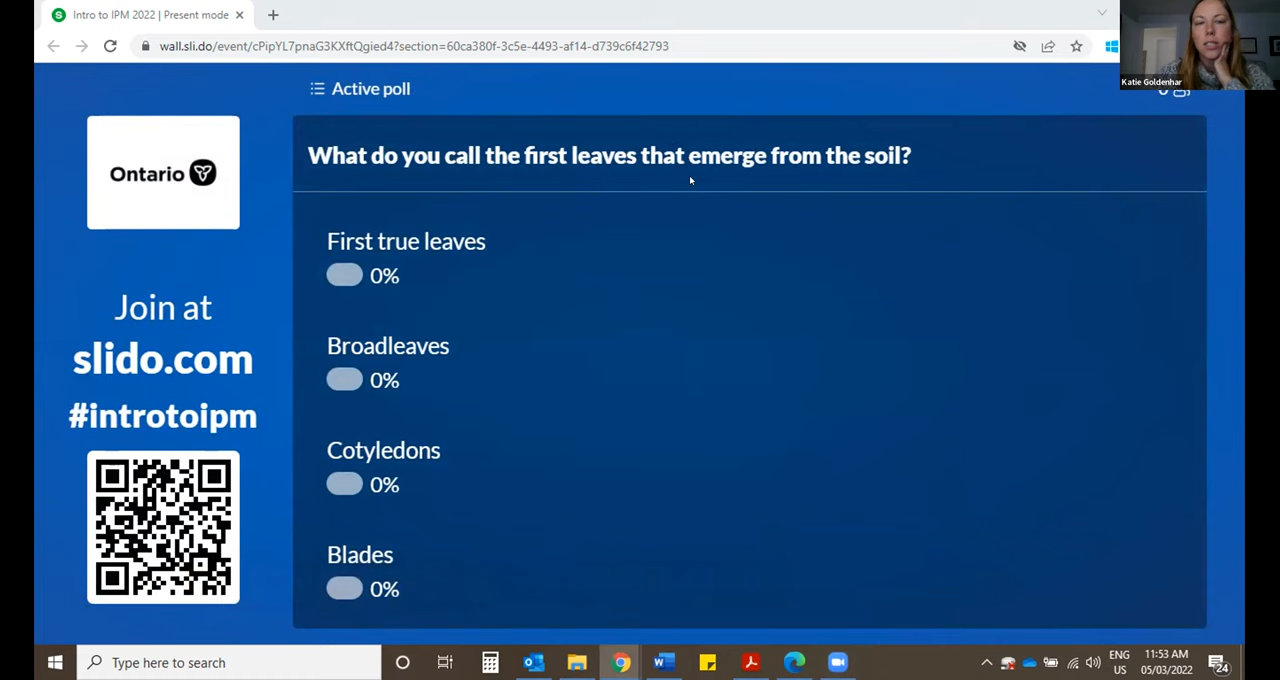 Intro to IPM 2022 | Present mode
wall.sli.do/event/cPipYL7pnaG3KXftQgied4?section=60ca380f-3c5e-4493-af14-d739c6f42793
Katie Goldenhar
Active poll
Ontario
What do you call the first leaves that emerge from the soil?
First true leaves
0%
Broadleaves
0%
Cotyledons
0%
Blades
0%
Join at
slido.com
#introtoipm
Type here to search
ENG
US
11:53 AM
05/03/2022
24